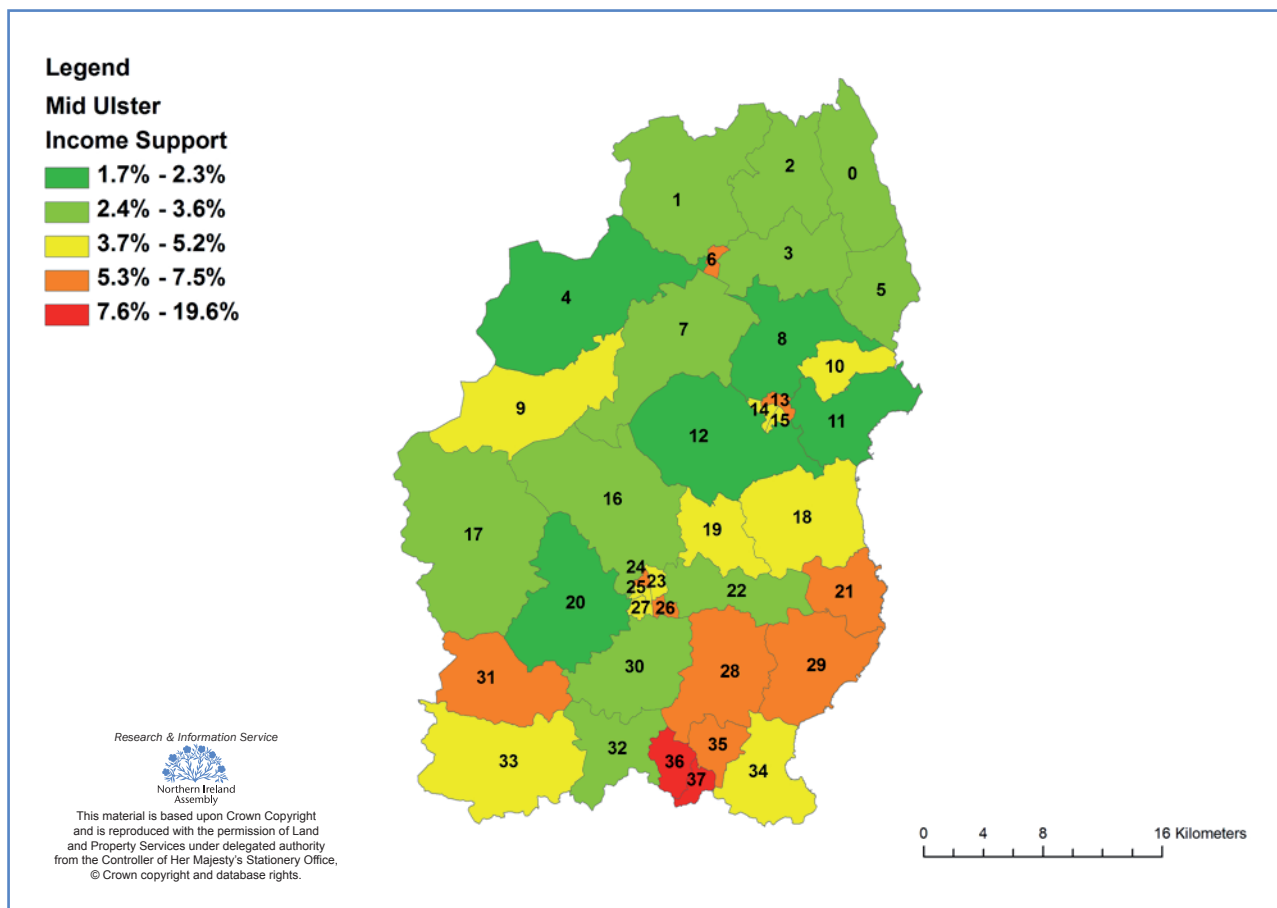 Legend
Mid Ulster
Income Support
1.7% - 2.3%
2.4% - 3.6%
3.7% - 5.2%
5.3% - 7.5%
7.6% - 19.6%
0
1
2
3
4
5
6
7
8
9
10
11
12
13
14
15
16
17
18
19
20
21
22
23
24
25
26
27
28
29
30
31
32
33
34
35
36
37
Research & Information Service
Northern Ireland
Assembly
This material is based upon Crown Copyright
and is reproduced with the permission of Land
and Property Services under delegated authority
from the Controller of Her Majesty's Stationery Office,
© Crown copyright and database rights.
0 4 8 16 Kilometers